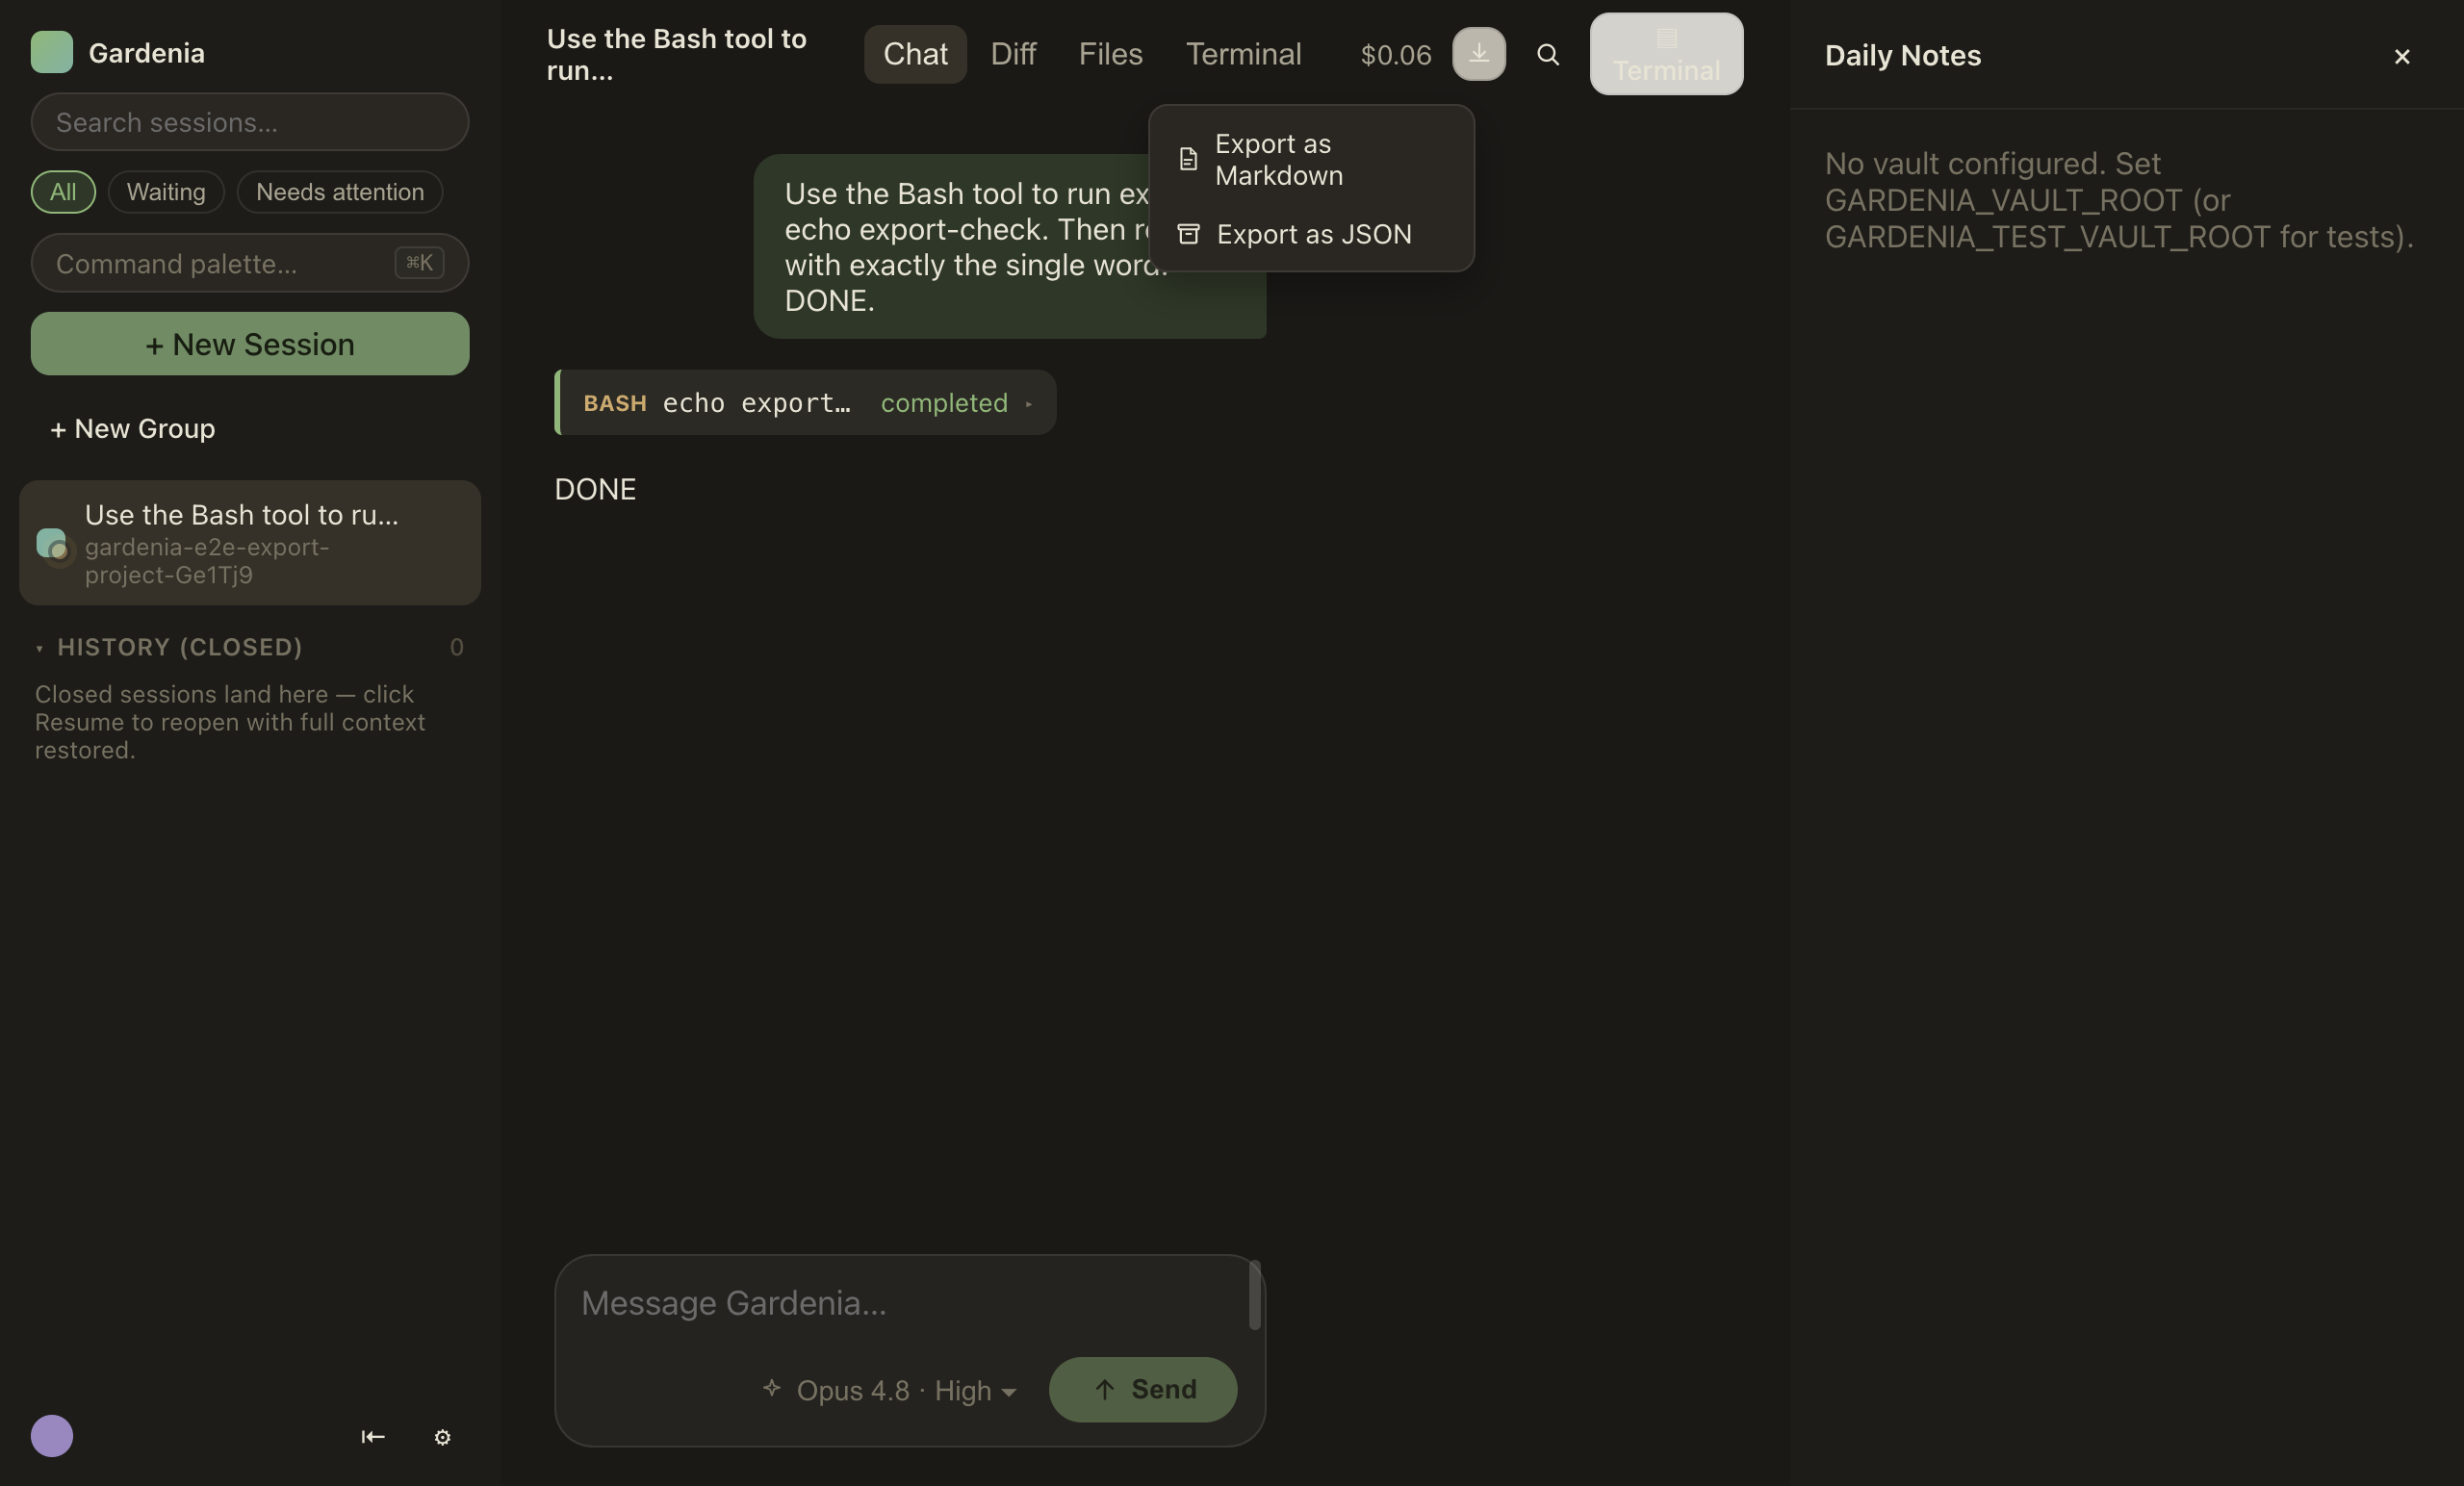 Gardenia
Search sessions...
All
Waiting
Needs attention
Command palette...
⌘K
+ New Session
+ New Group
Use the Bash tool to ru...
gardenia-e2e-export-
project-Ge1Tj9
HISTORY (CLOSED)
0
Closed sessions land here — click
Resume to reopen with full context
restored.
Use the Bash tool to
run...
Chat
Diff
Files
Terminal
$0.06
Terminal
Export as
Markdown
Export as JSON
Use the Bash tool to run
echo export-check. Then
with exactly the single word:
DONE.
BASH echo export… completed
DONE
Message Gardenia...
Opus 4.8 · High
Send
Daily Notes
No vault configured. Set
GARDENIA_VAULT_ROOT (or
GARDENIA_TEST_VAULT_ROOT for tests).